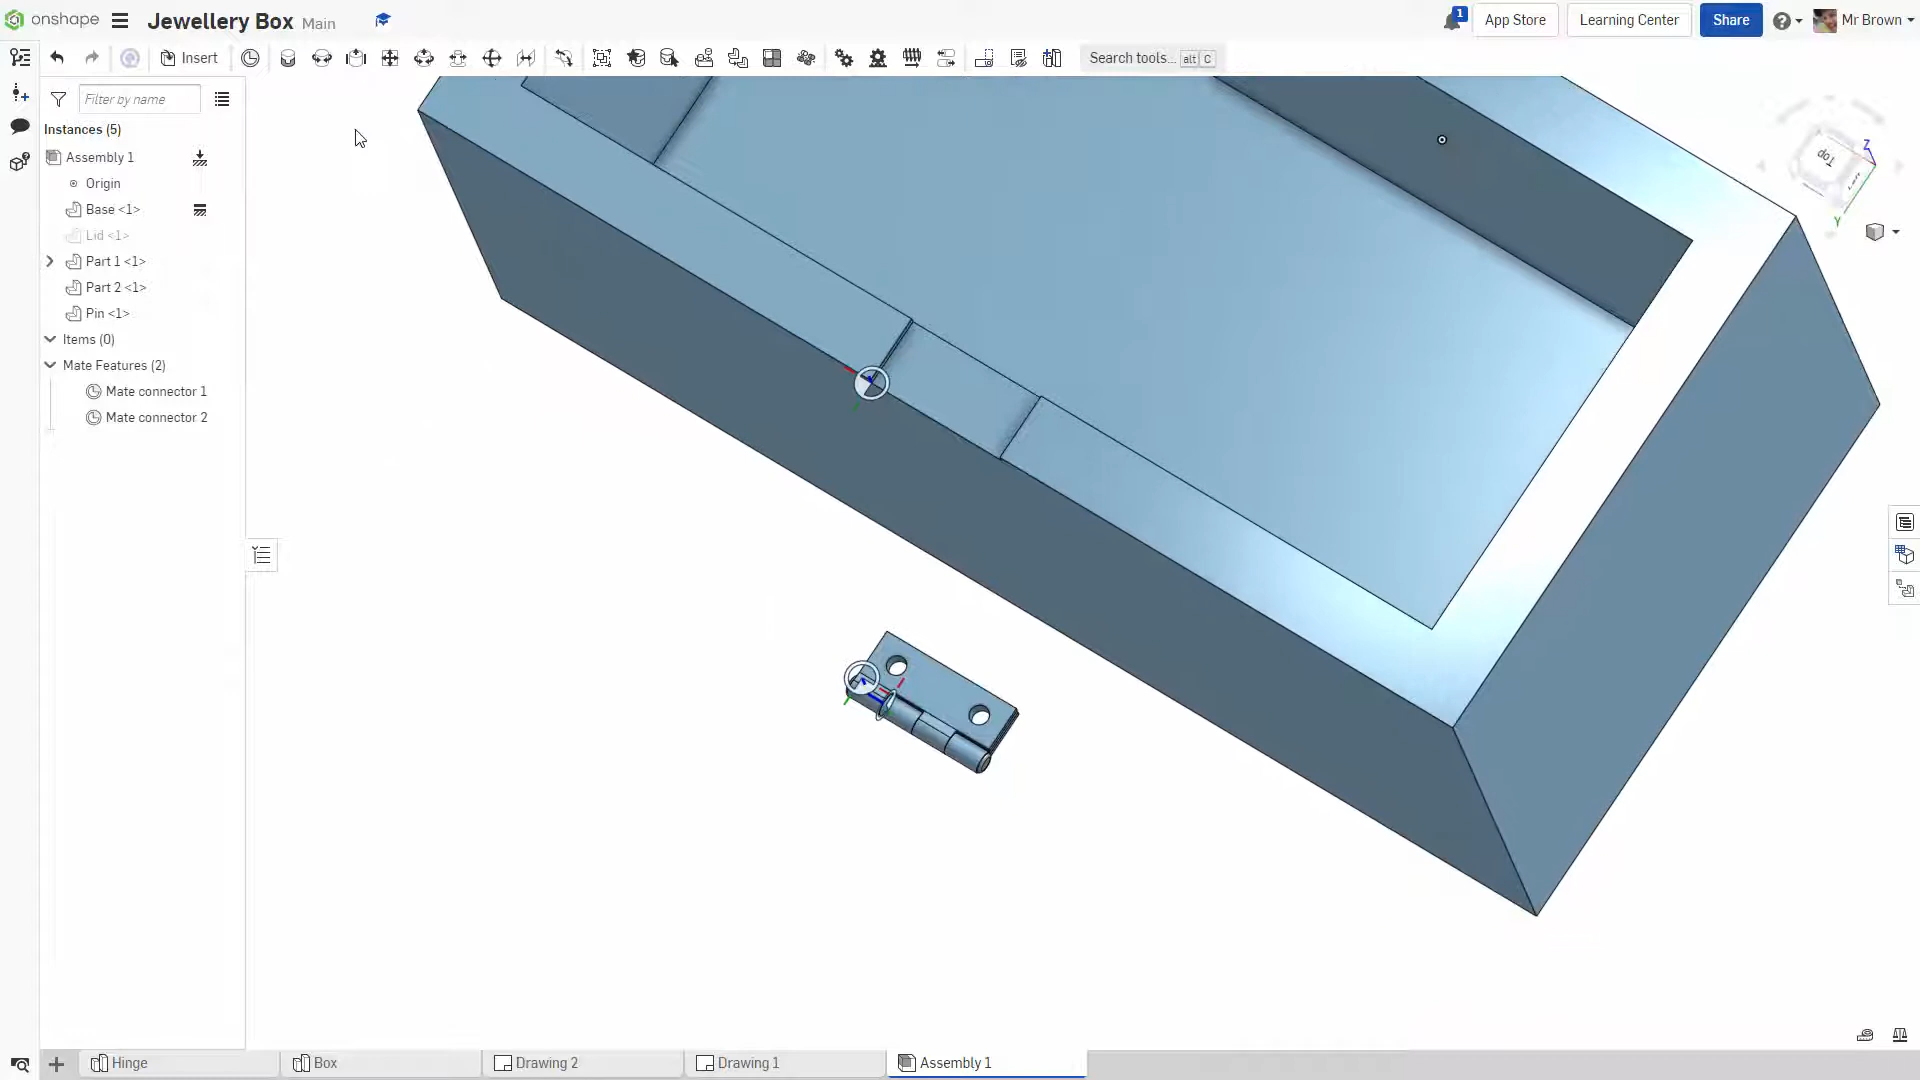 onshape
Jewellery Box Main
1
App Store
Learning Center
Share
Mr Brown
Insert
Search tools... alt C
Filter by name
Instances (5)
Assembly 1
Origin
Base <1>
Lid <1>
Part 1 <1>
Part 2 <1>
Pin <1>
Items (0)
Mate Features (2)
Mate connector 1
Mate connector 2
Top
Left
Z
Y
Hinge
Box
Drawing 2
Drawing 1
Assembly 1